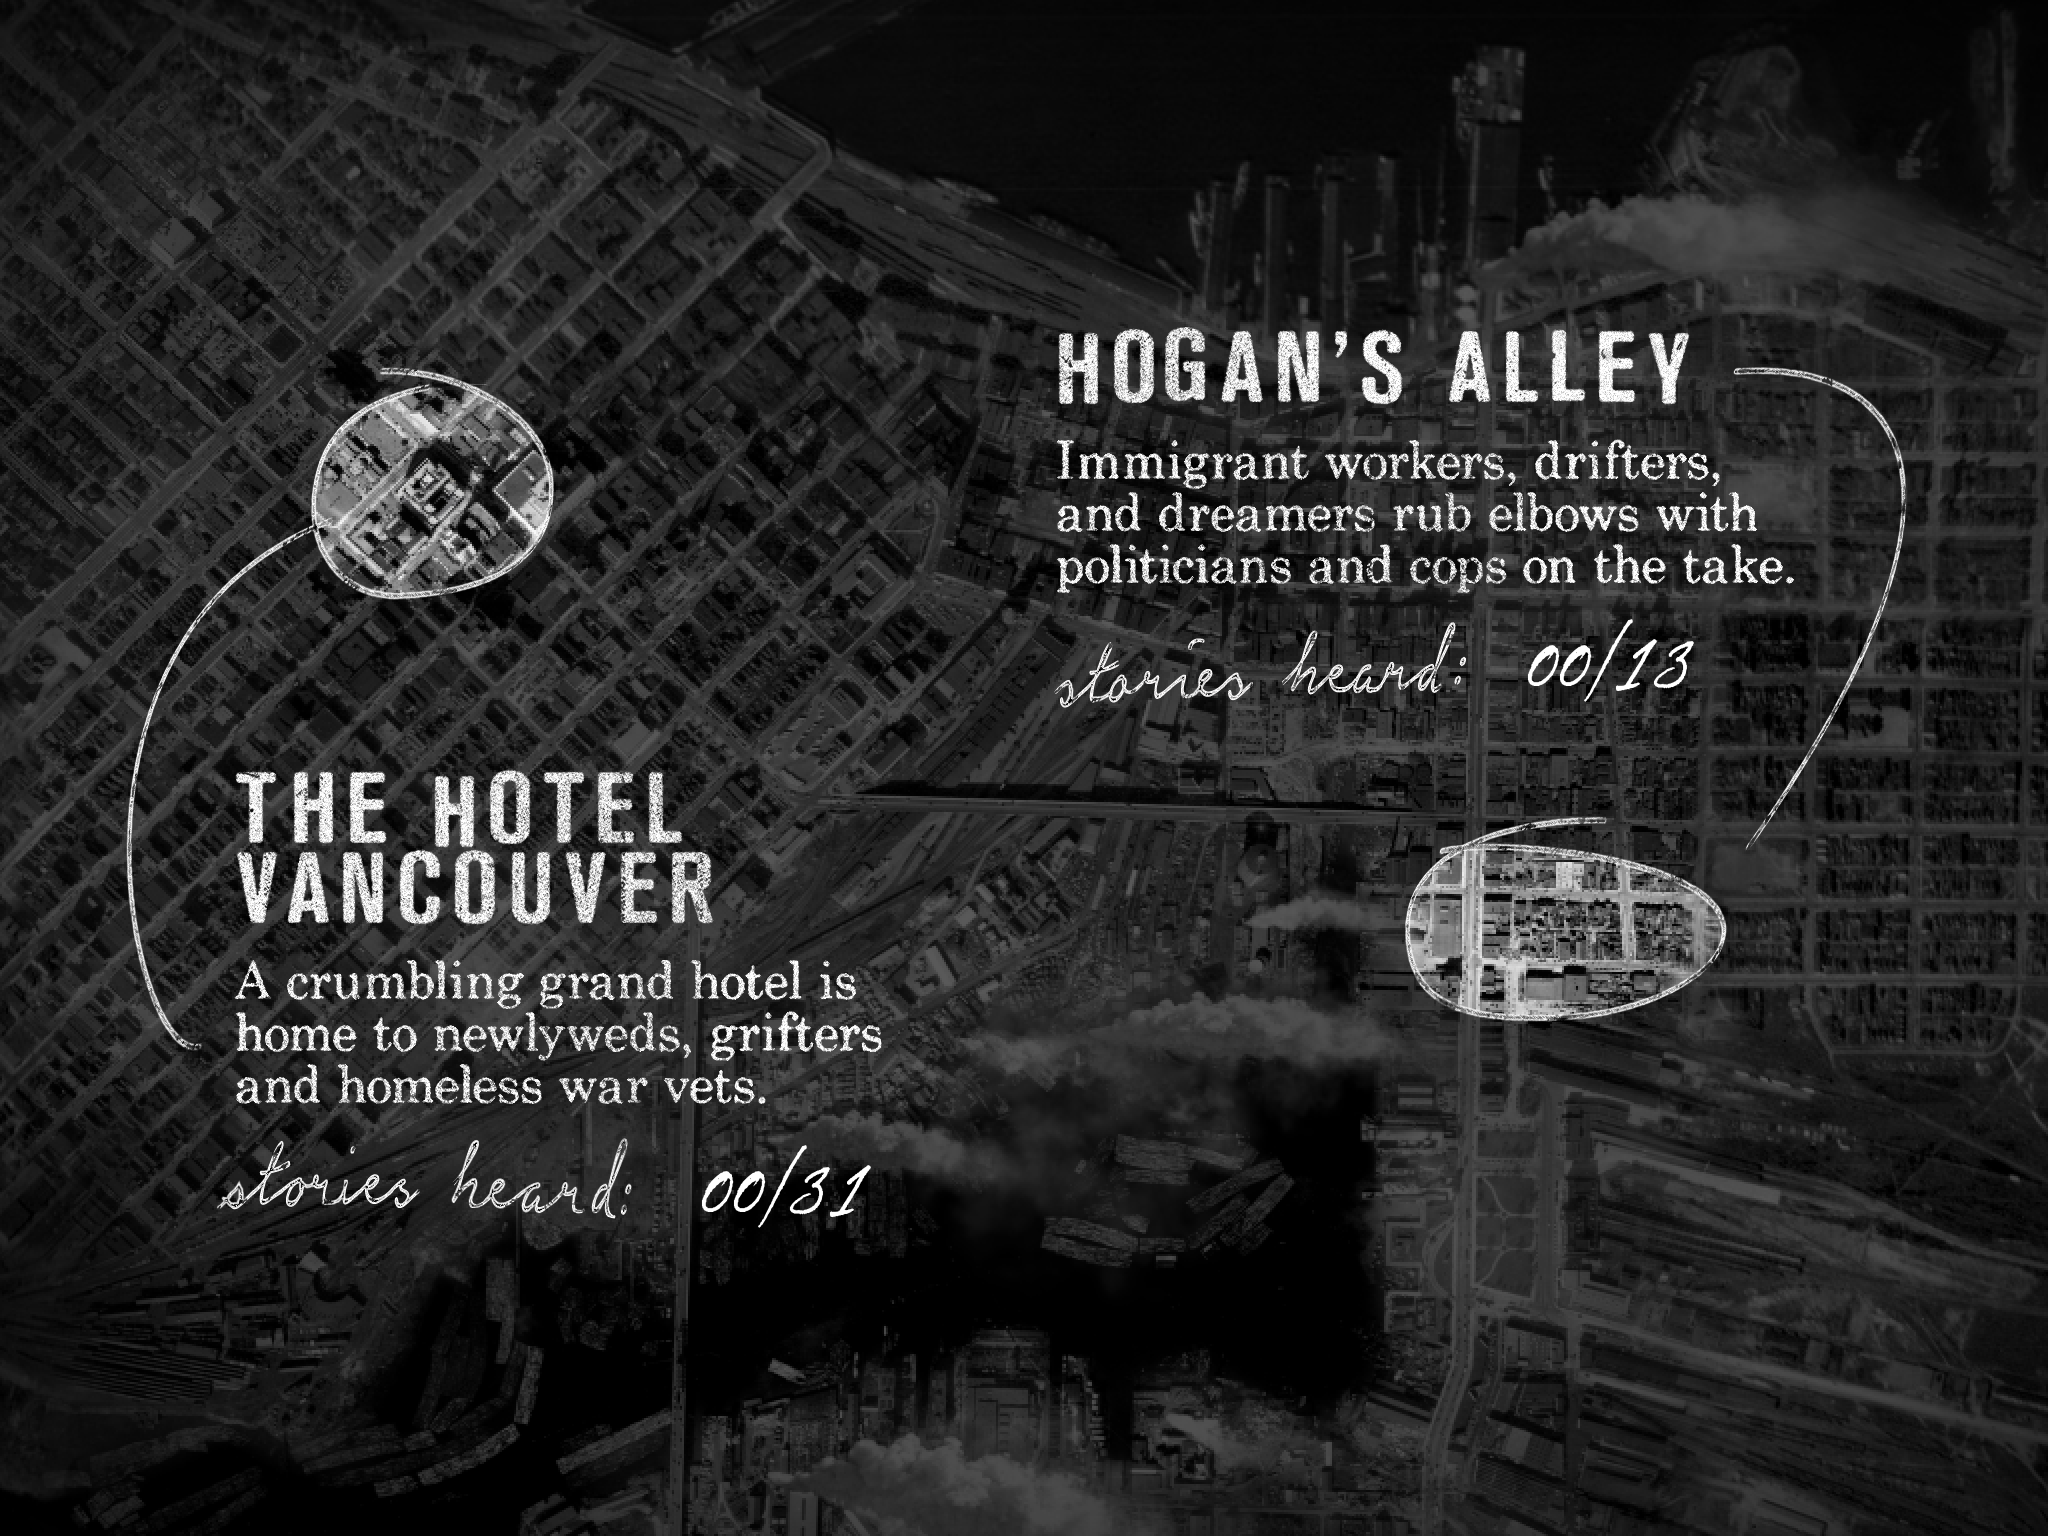 HOGAN'S ALLEY
Immigrant workers, drifters,
and dreamers rub elbows with
politicians and cops on the take.
stories heard: 00/13
THE HOTEL
VANCOUVER
A crumbling grand hotel is
home to newlyweds, grifters
and homeless war vets.
stories heard: 00/31